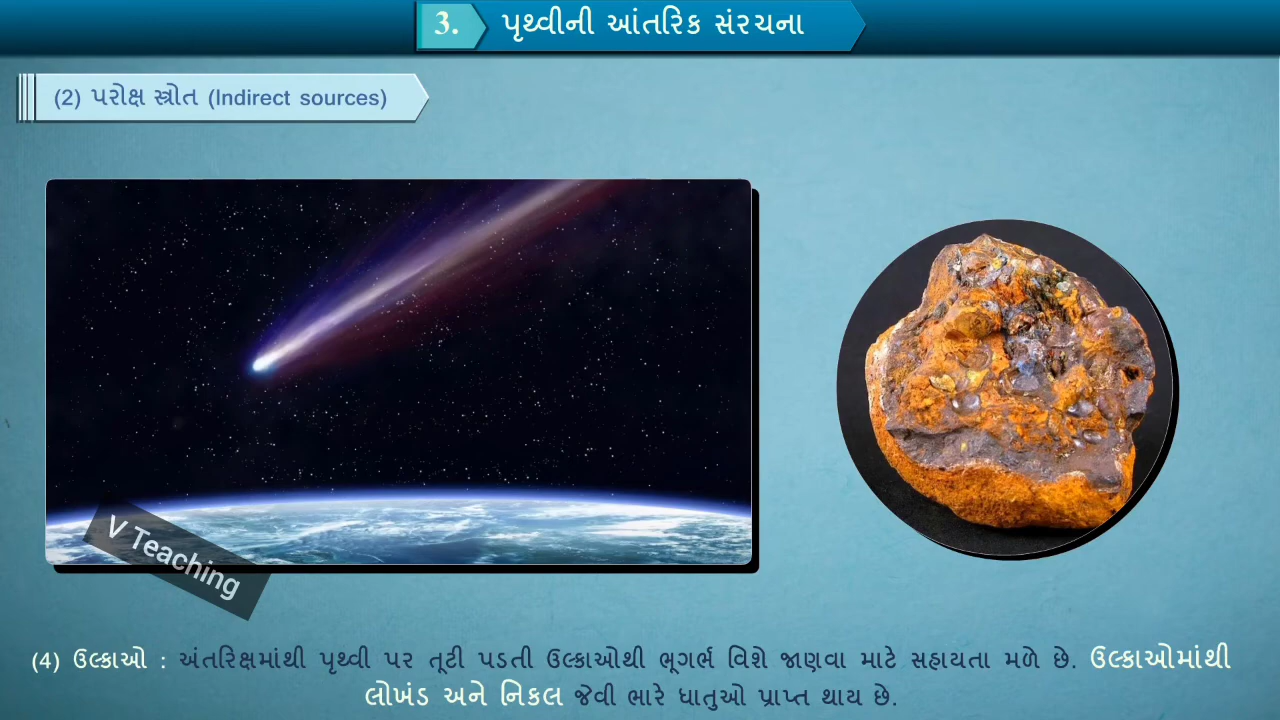 3. પૃથ્વીની આંતરિક સંરચના
(2) પરોક્ષ સ્ત્રોત (Indirect sources)
V Teaching
(4) ઉલ્કાઓ : અંતરિક્ષમાંથી પૃથ્વી પર તૂટી પડતી ઉલ્કાઓથી ભૂગર્ભ વિશે જાણવા માટે સહાયતા મળે છે. ઉલ્કાઓમાંથી
લોખંડ અને નિકલ જેવી ભારે ધાતુઓ પ્રાપ્ત થાય છે.